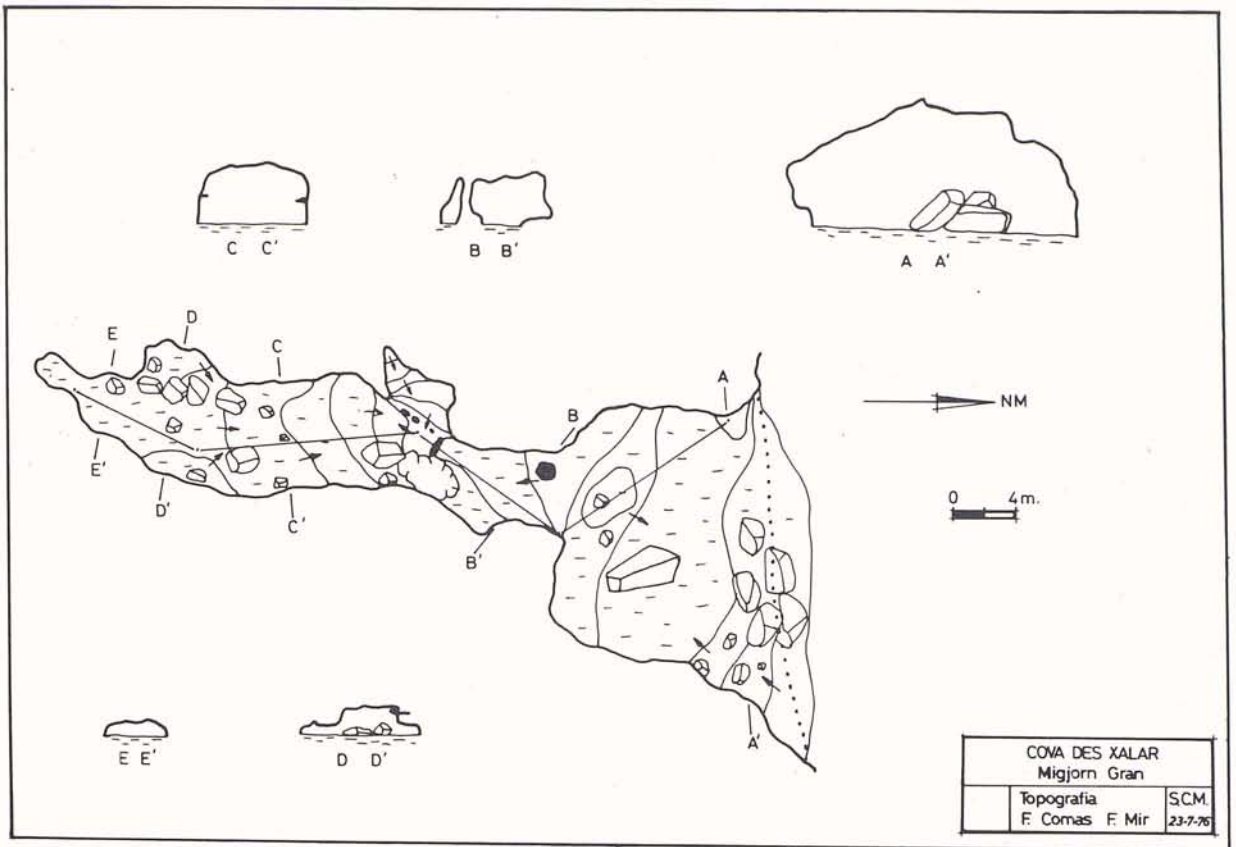 C C'
B B'
A A'
D
E
C
A
B
NM
E'
D'
C'
B'
0 4m.
A'
E E'
D D'
COVA DES XALAR
Migjorn Gran
Topografia
F. Comas F. Mir
S.C.M.
23-7-76